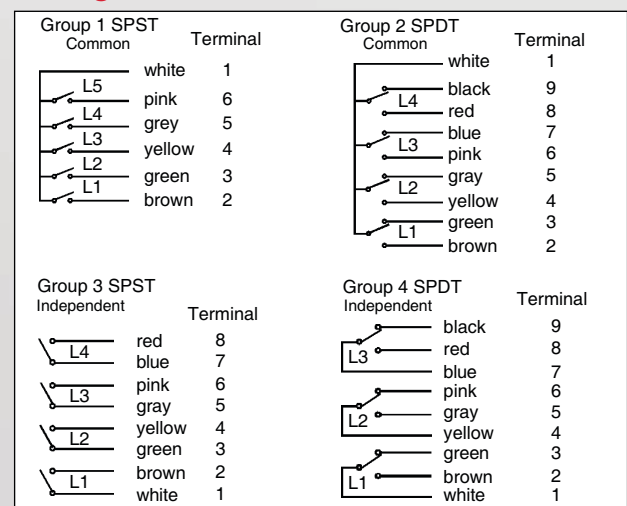 Group 1 SPST
Common Terminal
white 1
L5
pink 6
L4
grey 5
L3
yellow 4
L2
green 3
L1
brown 2
Group 2 SPDT
Common Terminal
white 1
black 9
L4
red 8
blue 7
L3
pink 6
gray 5
L2
yellow 4
green 3
L1
brown 2
Group 3 SPST
Independent
Terminal
red 8
L4
blue 7
pink 6
L3
gray 5
yellow 4
L2
green 3
brown 2
L1
white 1
Group 4 SPDT
Independent Terminal
black 9
L3 red 8
blue 7
pink 6
L2 gray 5
yellow 4
green 3
L1 brown 2
white 1